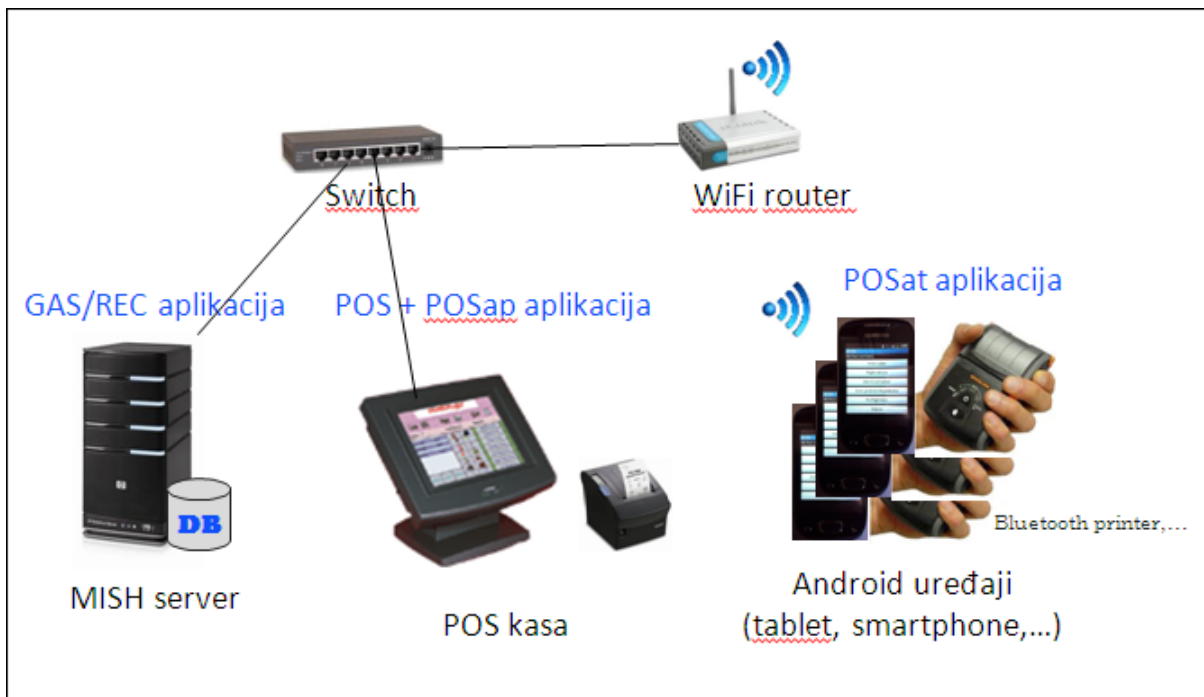 Switch
WiFi router
GAS/REC aplikacija
POS + POSap aplikacija
POSat aplikacija
DB
Bluetooth printer,...
MISH server
POS kasa
Android uređaji
(tablet, smartphone,...)